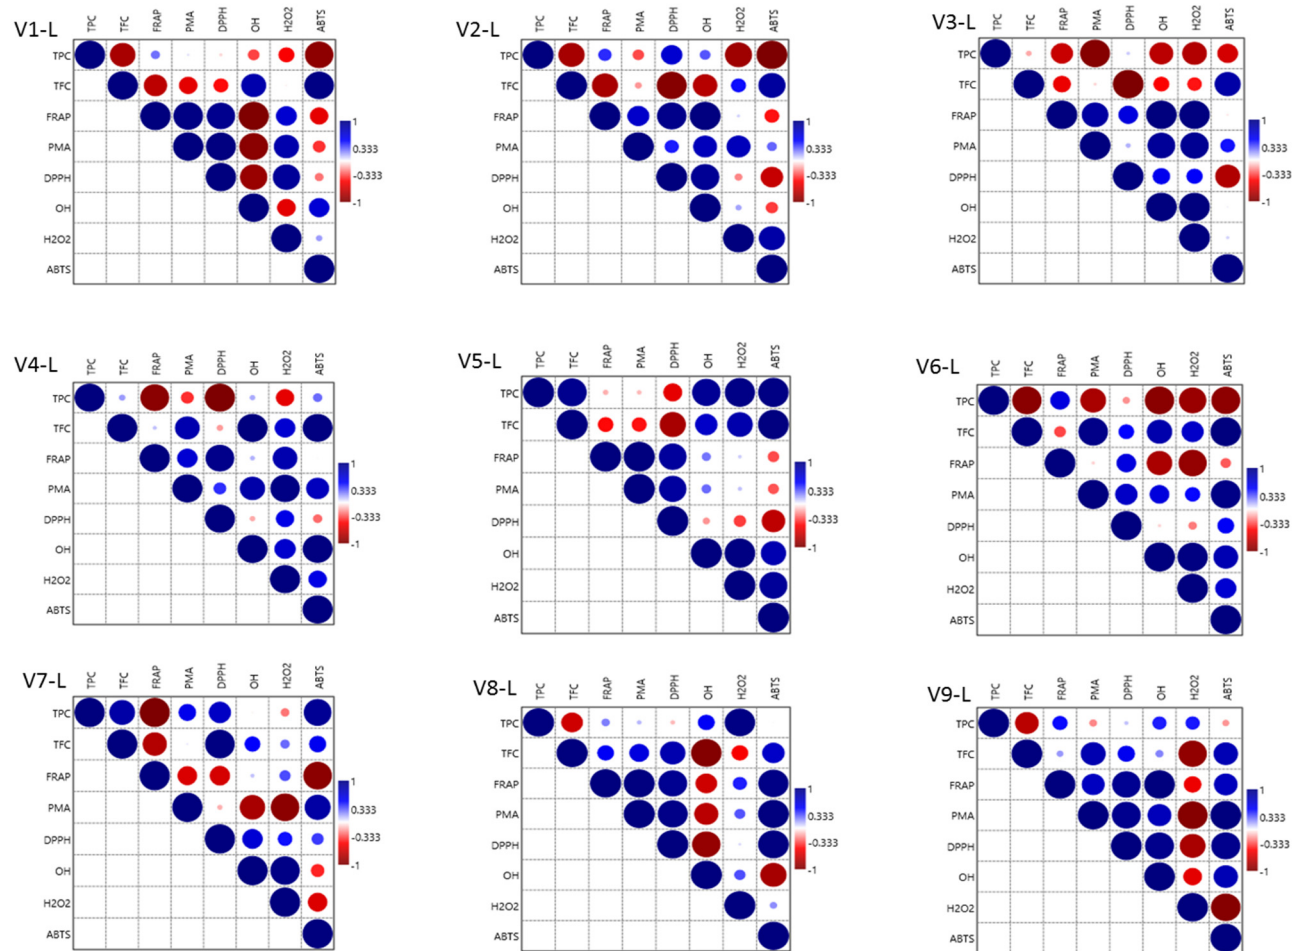 V1-L
TPC TFC FRAP PMA DPPH OH H2O2 ABTS
TPC
TFC
FRAP
PMA
DPPH
OH
H2O2
ABTS
1
0.333
-0.333
-1
V2-L
TPC TFC FRAP PMA DPPH OH H2O2 ABTS
TPC
TFC
FRAP
PMA
DPPH
OH
H2O2
ABTS
1
0.333
-0.333
-1
V3-L
TPC TFC FRAP PMA DPPH OH H2O2 ABTS
TPC
TFC
FRAP
PMA
DPPH
OH
H2O2
ABTS
1
0.333
-0.333
-1
V4-L
TPC TFC FRAP PMA DPPH OH H2O2 ABTS
TPC
TFC
FRAP
PMA
DPPH
OH
H2O2
ABTS
1
0.333
-0.333
-1
V5-L
TPC TFC FRAP PMA DPPH OH H2O2 ABTS
TPC
TFC
FRAP
PMA
DPPH
OH
H2O2
ABTS
1
0.333
-0.333
-1
V6-L
TPC TFC FRAP PMA DPPH OH H2O2 ABTS
TPC
TFC
FRAP
PMA
DPPH
OH
H2O2
ABTS
1
0.333
-0.333
-1
V7-L
TPC TFC FRAP PMA DPPH OH H2O2 ABTS
TPC
TFC
FRAP
PMA
DPPH
OH
H2O2
ABTS
1
0.333
-0.333
-1
V8-L
TPC TFC FRAP PMA DPPH OH H2O2 ABTS
TPC
TFC
FRAP
PMA
DPPH
OH
H2O2
ABTS
1
0.333
-0.333
-1
V9-L
TPC TFC FRAP PMA DPPH OH H2O2 ABTS
TPC
TFC
FRAP
PMA
DPPH
OH
H2O2
ABTS
1
0.333
-0.333
-1